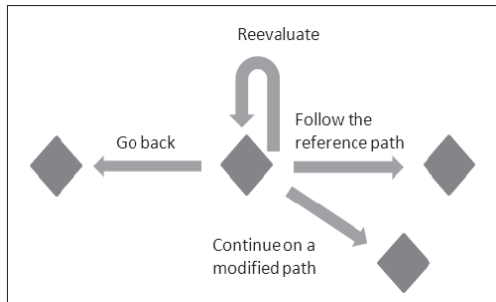 Reevaluate
Go back
Follow the
reference path
Continue on a
modified path